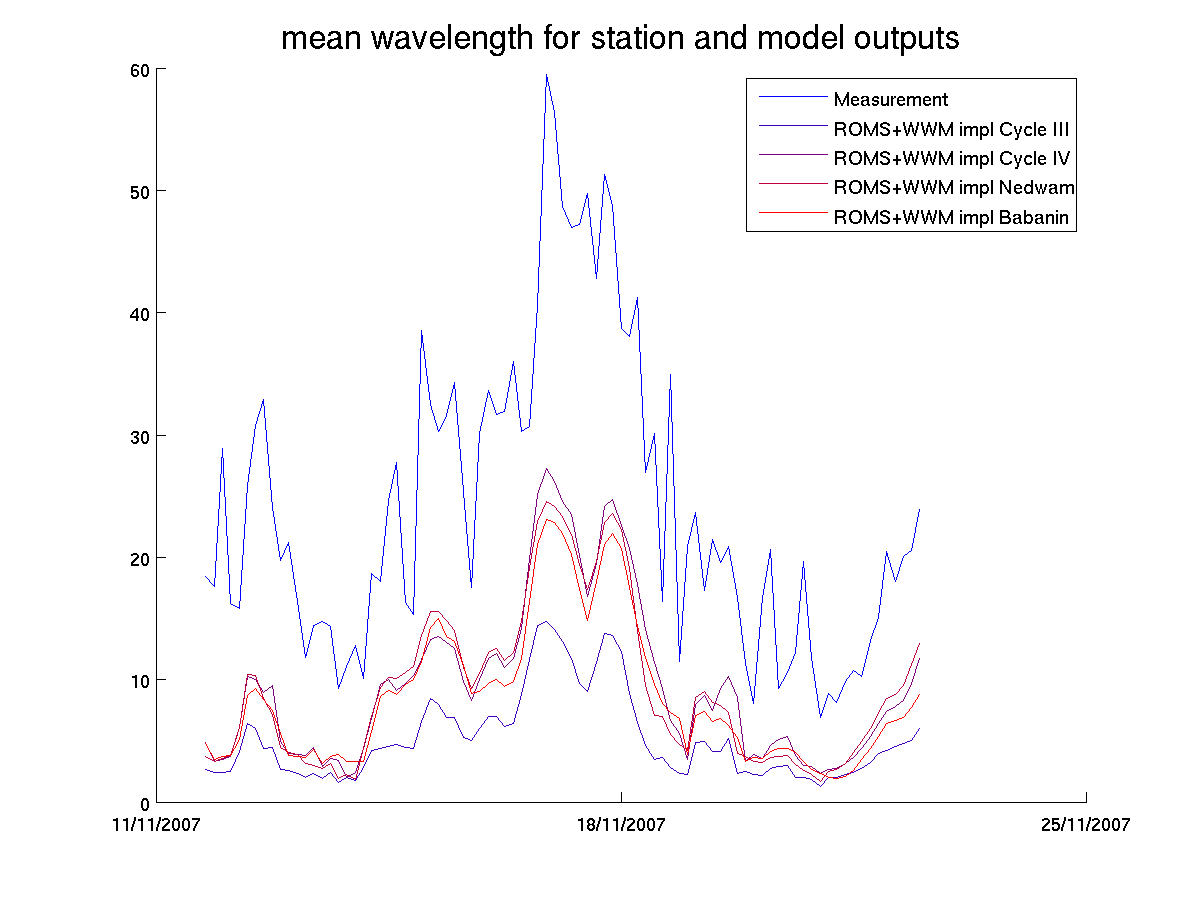 mean wavelength for station and model outputs
60
Measurement
ROMS+WWM impl Cycle III
ROMS+WWM impl Cycle IV
ROMS+WWM impl Nedwam
ROMS+WWM impl Babanin
50
40
30
20
10
0
11/11/2007
18/11/2007
25/11/2007